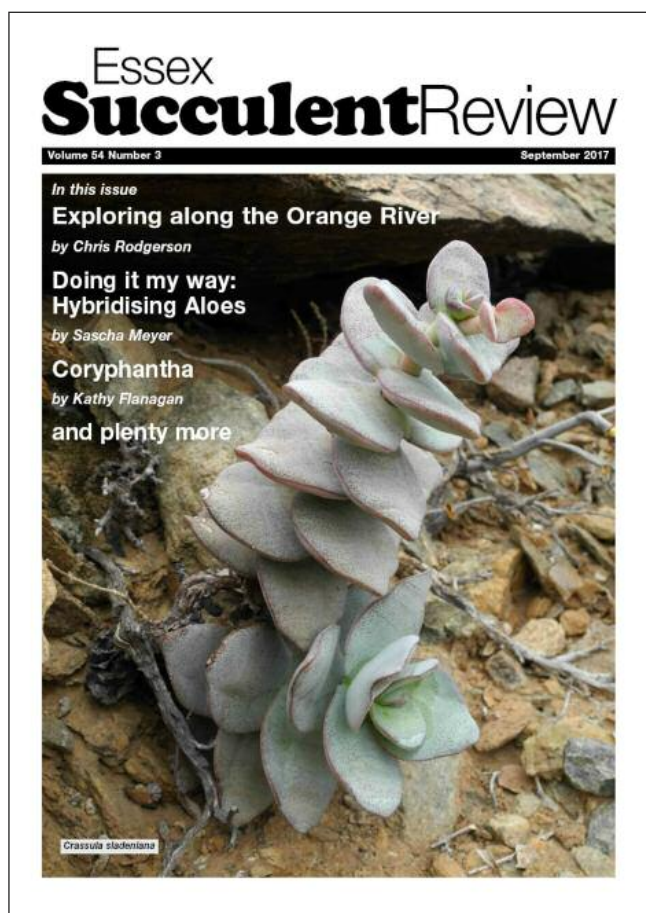 Essex
SucculentReview
Volume 54 Number 3 September 2017
In this issue
Exploring along the Orange River
by Chris Rodgerson
Doing it my way:
Hybridising Aloes
by Sascha Meyer
Coryphantha
by Kathy Flanagan
and plenty more
Crassula sladeniana